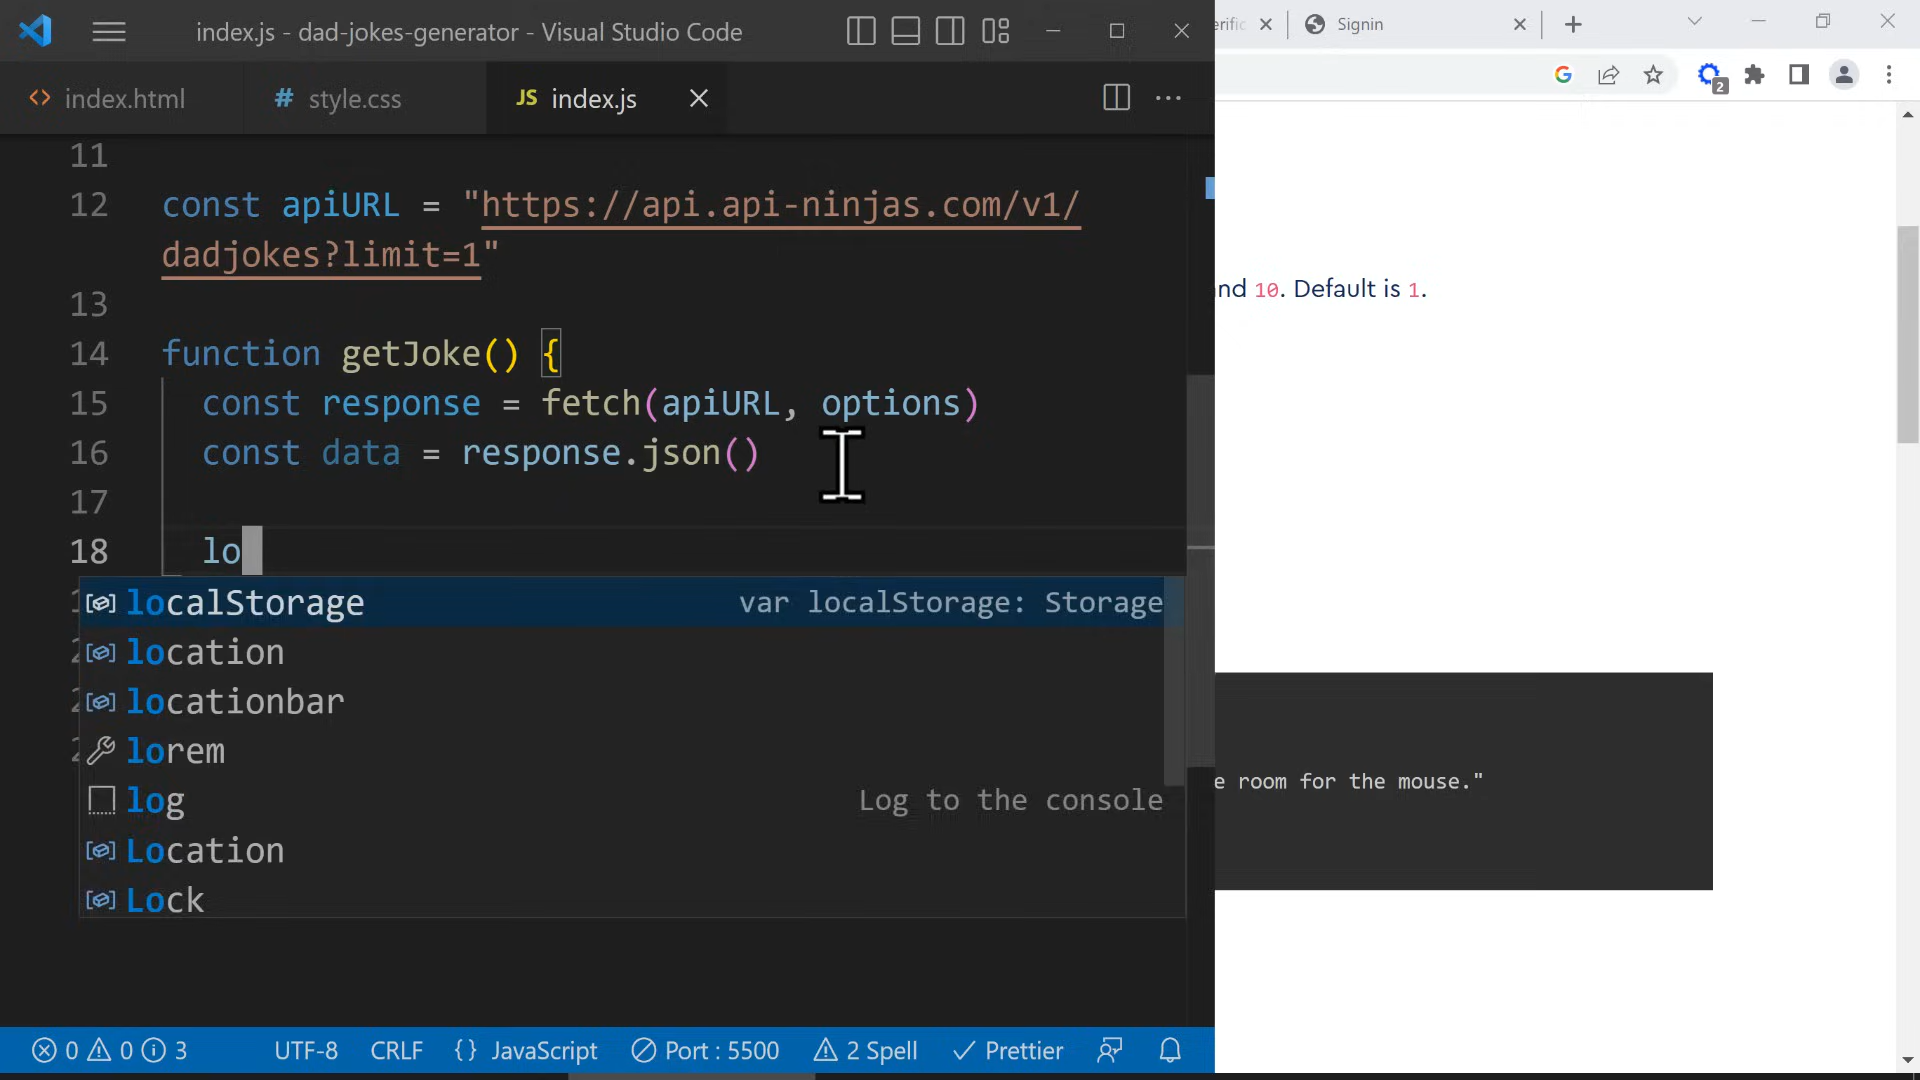 index.js - dad-jokes-generator - Visual Studio Code
Signin
index.html
# style.css
JS index.js
2
11
12 const apiURL = "https://api.api-ninjas.com/v1/
dadjokes?limit=1"
13
14 function getJoke() {
15 const response = fetch(apiURL, options)
16 const data = response.json()
17
18 lo
localStorage var localStorage: Storage
location
locationbar
lorem
log Log to the console
Location
Lock
10. Default is 1.
room for the mouse."
0 0 3 UTF-8 CRLF {} JavaScript Port : 5500 2 Spell Prettier